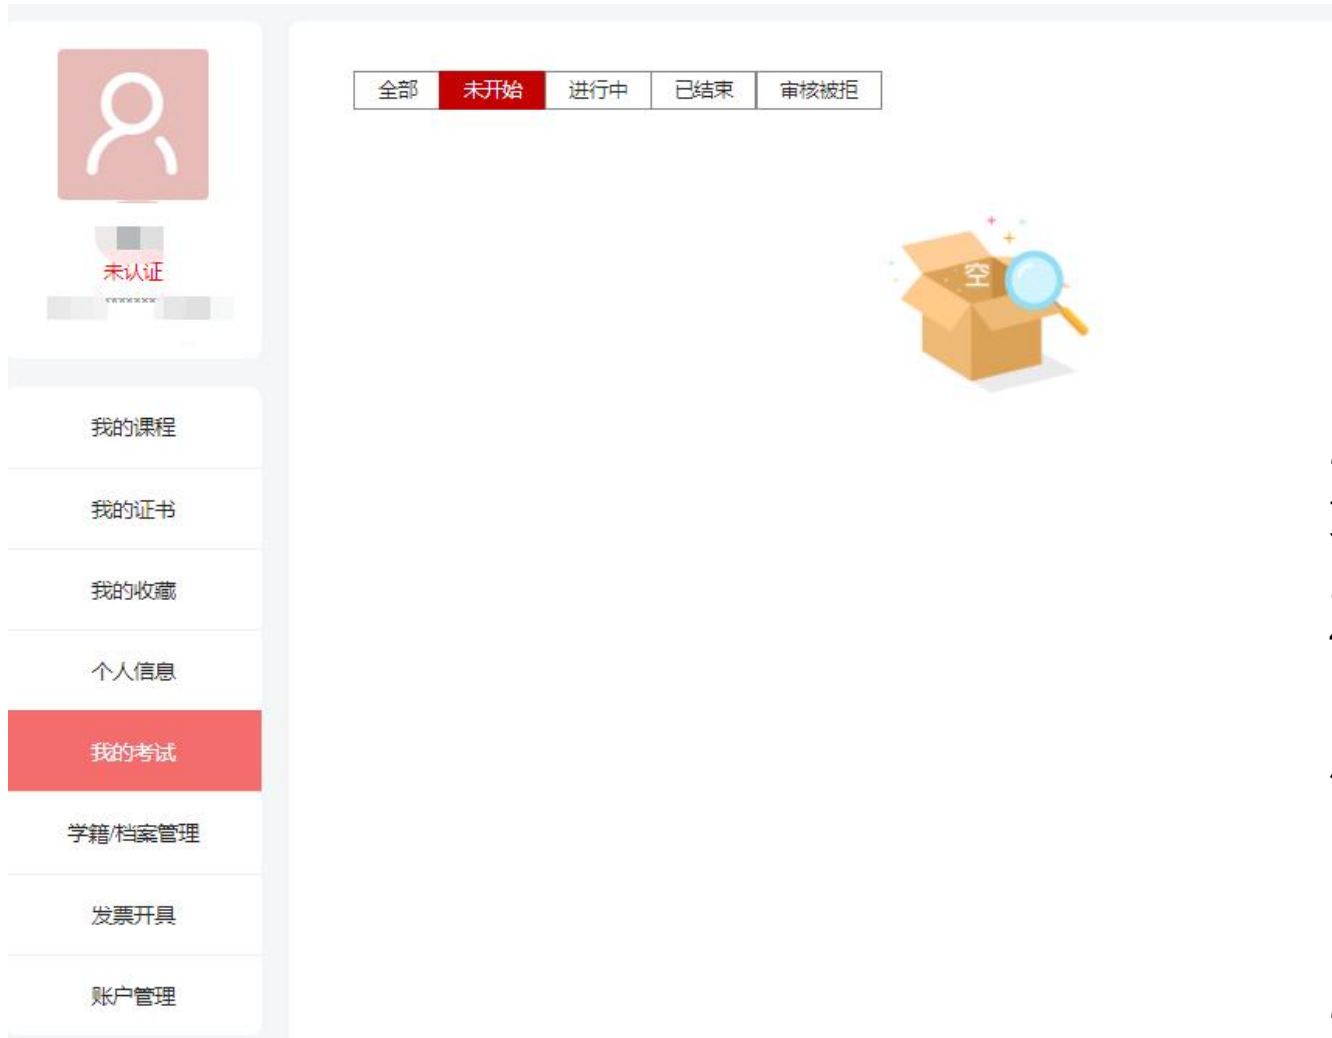 全部 未开始 进行中 已结束 审核被拒
空
未认证
*******
我的课程
我的证书
我的收藏
个人信息
我的考试
学籍/档案管理
发票开具
账户管理